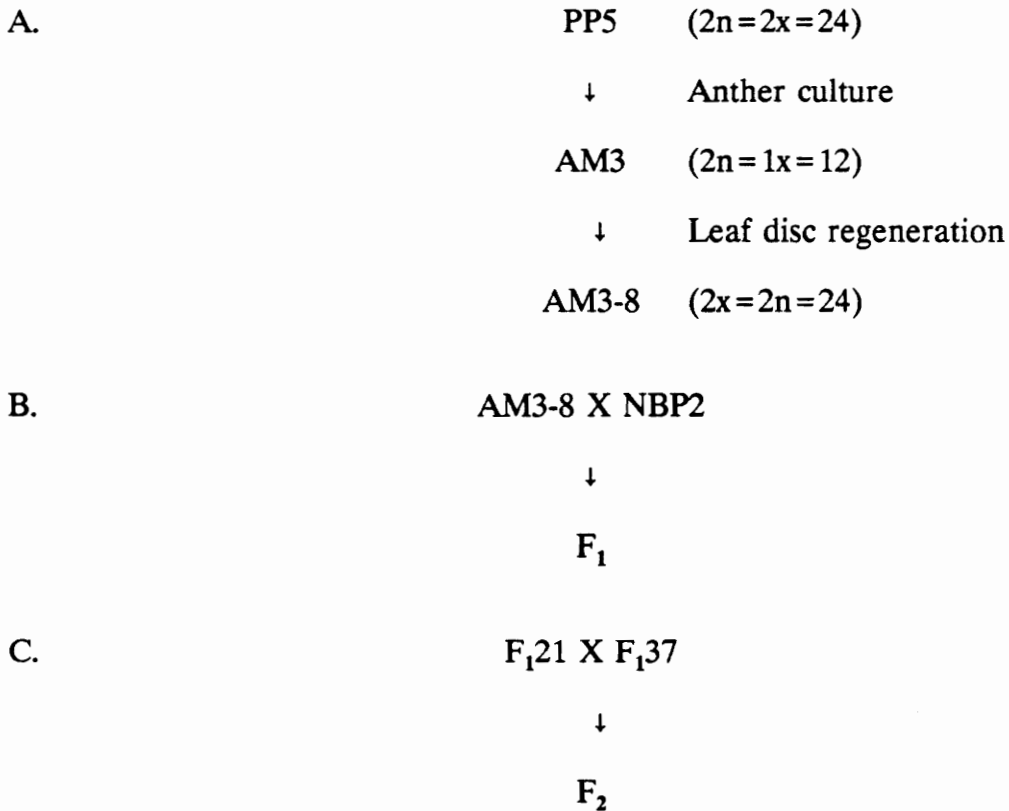 A. PP5 (2n=2x=24)
↓ Anther culture
AM3 (2n=1x=12)
↓ Leaf disc regeneration
AM3-8 (2x=2n=24)
B. AM3-8 X NBP2
↓
F₁
C. F₁21 X F₁37
↓
F₂